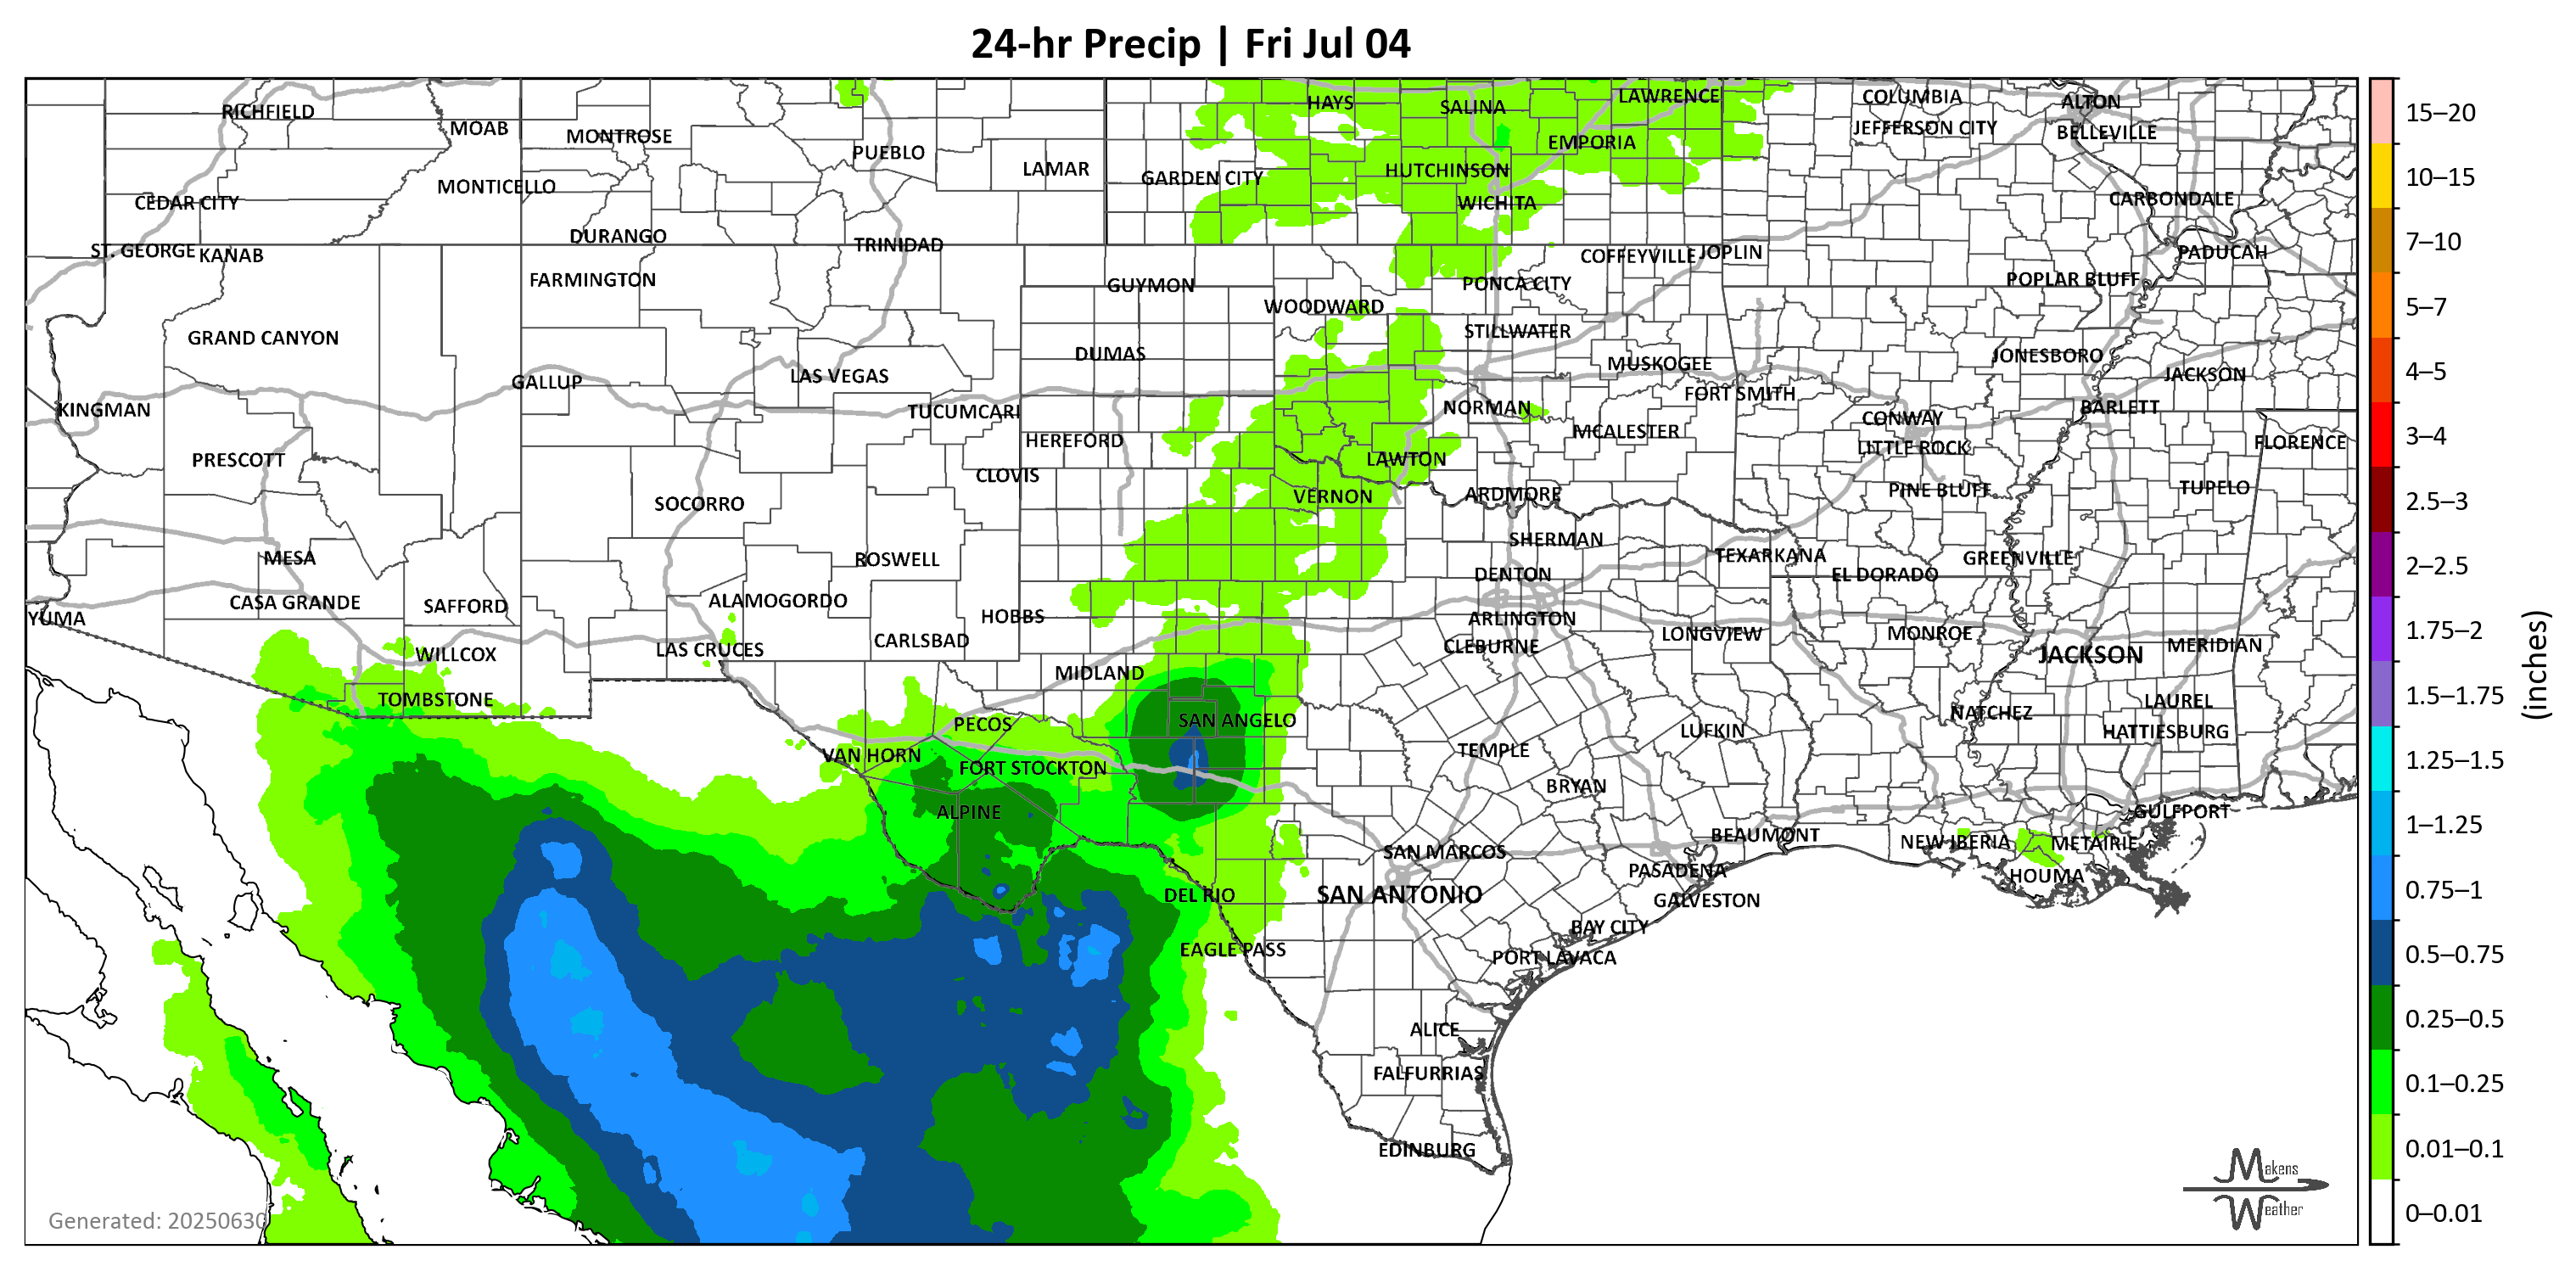 24-hr Precip | Fri Jul 04
RICHFIELD
MOAB
MONTROSE
PUEBLO
LAMAR
GARDEN CITY
HAYS
SALINA
LAWRENCE
EMPORIA
HUTCHINSON
WICHITA
COLUMBIA
JEFFERSON CITY
ALTON
BELLEVILLE
CARBONDALE
CEDAR CITY
MONTICELLO
DURANGO
TRINIDAD
ST. GEORGE
KANAB
FARMINGTON
GUYMON
WOODWARD
PONCA CITY
COFFEYVILLE
JOPLIN
POPLAR BLUFF
PADUCAH
GRAND CANYON
GALLUP
LAS VEGAS
DUMAS
STILLWATER
MUSKOGEE
FORT SMITH
JONESBORO
JACKSON
KINGMAN
TUCUMCARI
HEREFORD
NORMAN
MCALESTER
CONWAY
LITTLE ROCK
BARLETT
FLORENCE
PRESCOTT
SOCORRO
CLOVIS
LAWTON
VERNON
ARDMORE
PINE BLUFF
TUPELO
MESA
ROSWELL
SHERMAN
DENTON
TEXARKANA
EL DORADO
GREENVILLE
YUMA
CASA GRANDE
SAFFORD
ALAMOGORDO
HOBBS
ARLINGTON
CLEBURNE
LONGVIEW
MONROE
JACKSON
MERIDIAN
WILLCOX
LAS CRUCES
CARLSBAD
MIDLAND
TOMBSTONE
PECOS
SAN ANGELO
TEMPLE
LUFKIN
NATCHEZ
LAUREL
HATTIESBURG
VAN HORN
FORT STOCKTON
ALPINE
BRYAN
BEAUMONT
NEW IBERIA
METAIRIE
GULFPORT
HOUMA
DEL RIO
SAN MARCOS
SAN ANTONIO
PASADENA
GALVESTON
BAY CITY
EAGLE PASS
PORT LAVACA
ALICE
FALFURRIAS
EDINBURG
Generated: 20250630
Makens
Weather
15–20
10–15
7–10
5–7
4–5
3–4
2.5–3
2–2.5
1.75–2
1.5–1.75
1.25–1.5
1–1.25
0.75–1
0.5–0.75
0.25–0.5
0.1–0.25
0.01–0.1
0–0.01
(inches)